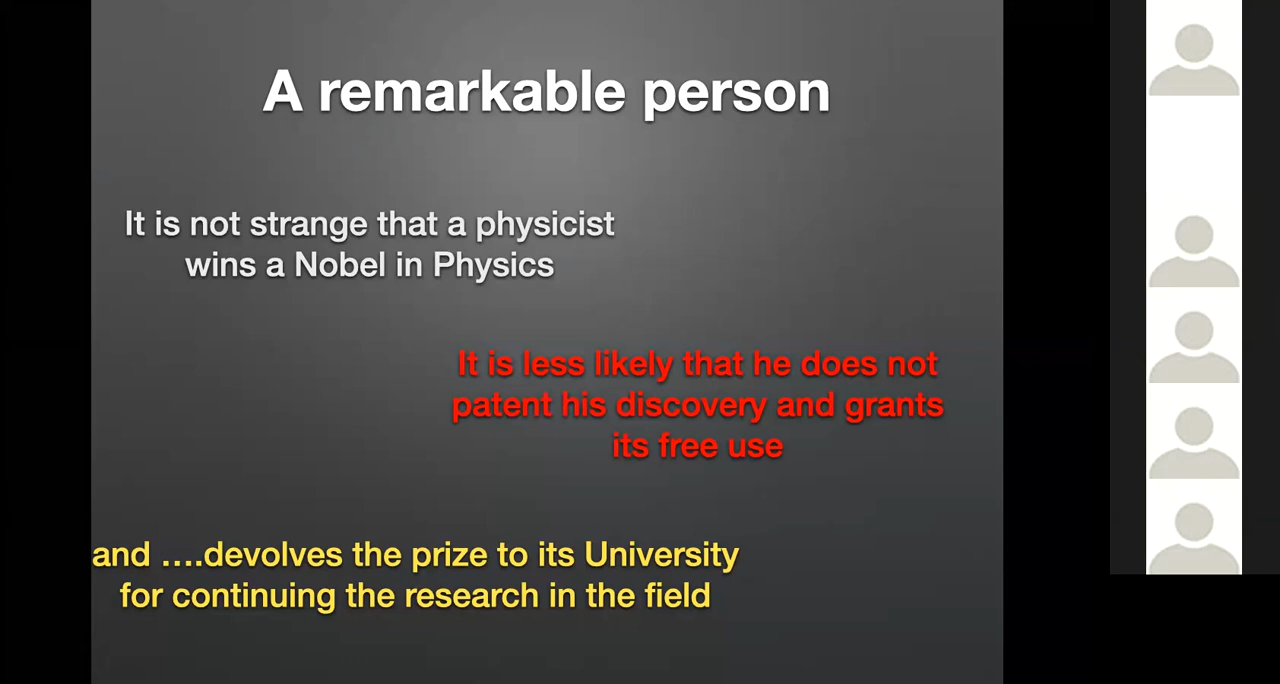 A remarkable person
It is not strange that a physicist
wins a Nobel in Physics
It is less likely that he does not
patent his discovery and grants
its free use
and ....devolves the prize to its University
for continuing the research in the field